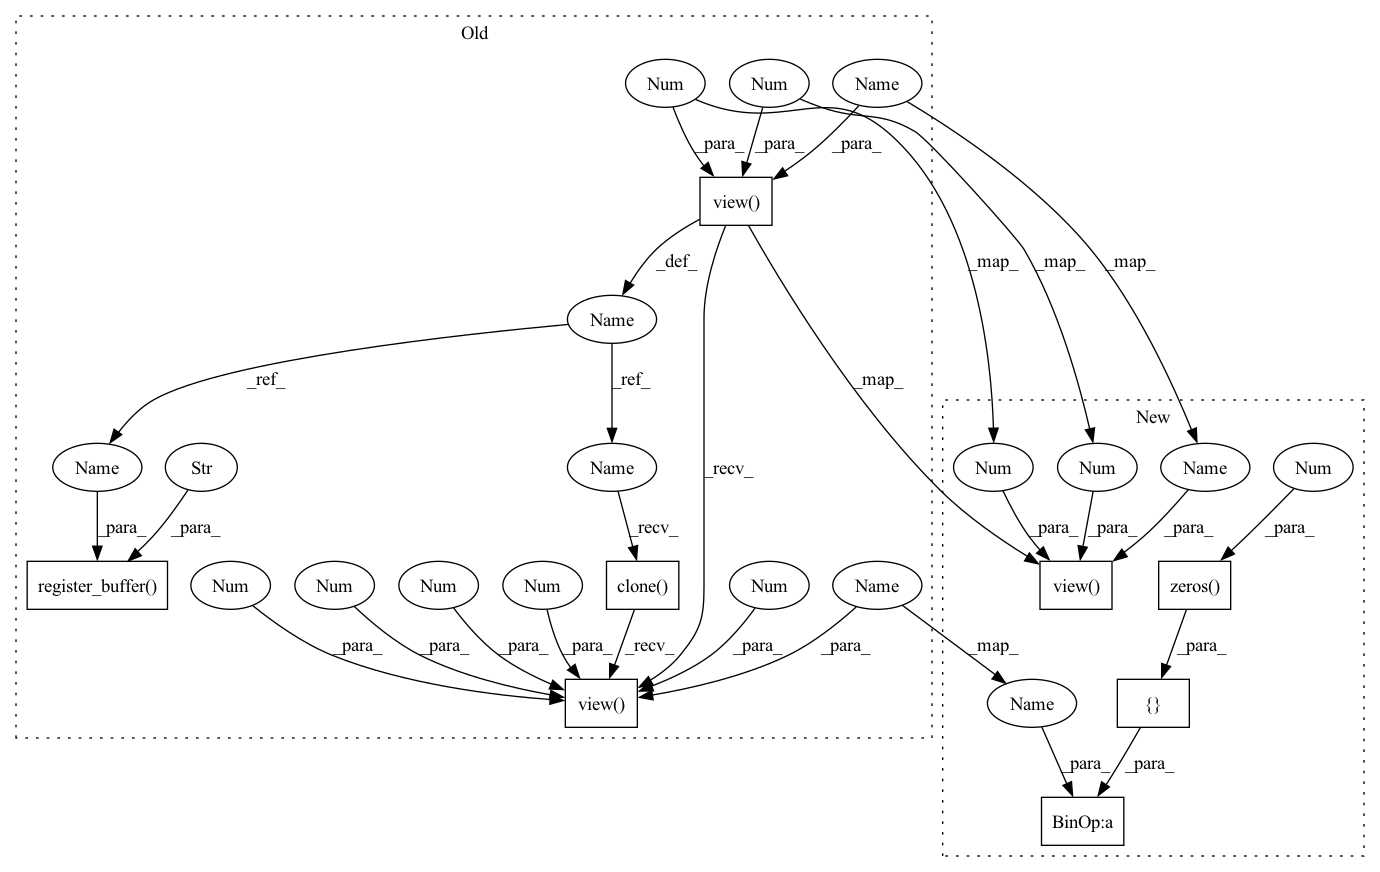 Old
Num
Num
Name
_para_
_para_
_para_
view()
_def_
_map_
_map_
_map_
Name
_ref_
_ref_
_map_
New
Name
Str
Name
_recv_
Num
Num
Name
Num
_para_
_para_
_recv_
_para_
_para_
_para_
_para_
register_buffer()
Num
Num
Num
Num
clone()
Num
Name
view()
zeros()
_para_
_para_
_para_
_para_
_recv_
_para_
_para_
_map_
_para_
view()
Name
{}
_para_
_para_
BinOp:a